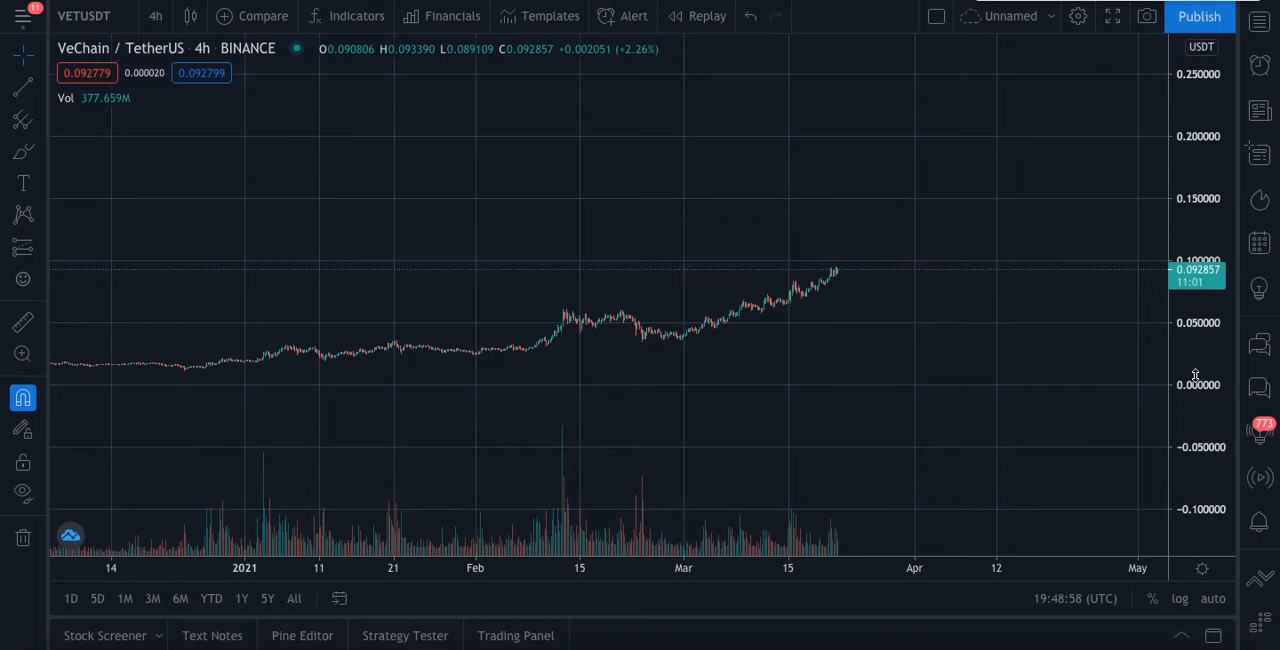 11
VETUSDT 4h Compare Indicators Financials Templates Alert Replay Unnamed Publish
VeChain / TetherUS 4h BINANCE O0.090806 H0.093390 L0.089109 C0.092857 +0.002051 (+2.26%)
USDT
0.092779 0.000020 0.092799
Vol 377.659M
0.250000
0.200000
0.150000
0.100000
0.092857
11:01
0.050000
0.000000
773
−0.050000
−0.100000
14 2021 11 21 Feb 15 Mar 15 Apr 12 May
1D 5D 1M 3M 6M YTD 1Y 5Y All 19:48:58 (UTC) % log auto
Stock Screener Text Notes Pine Editor Strategy Tester Trading Panel